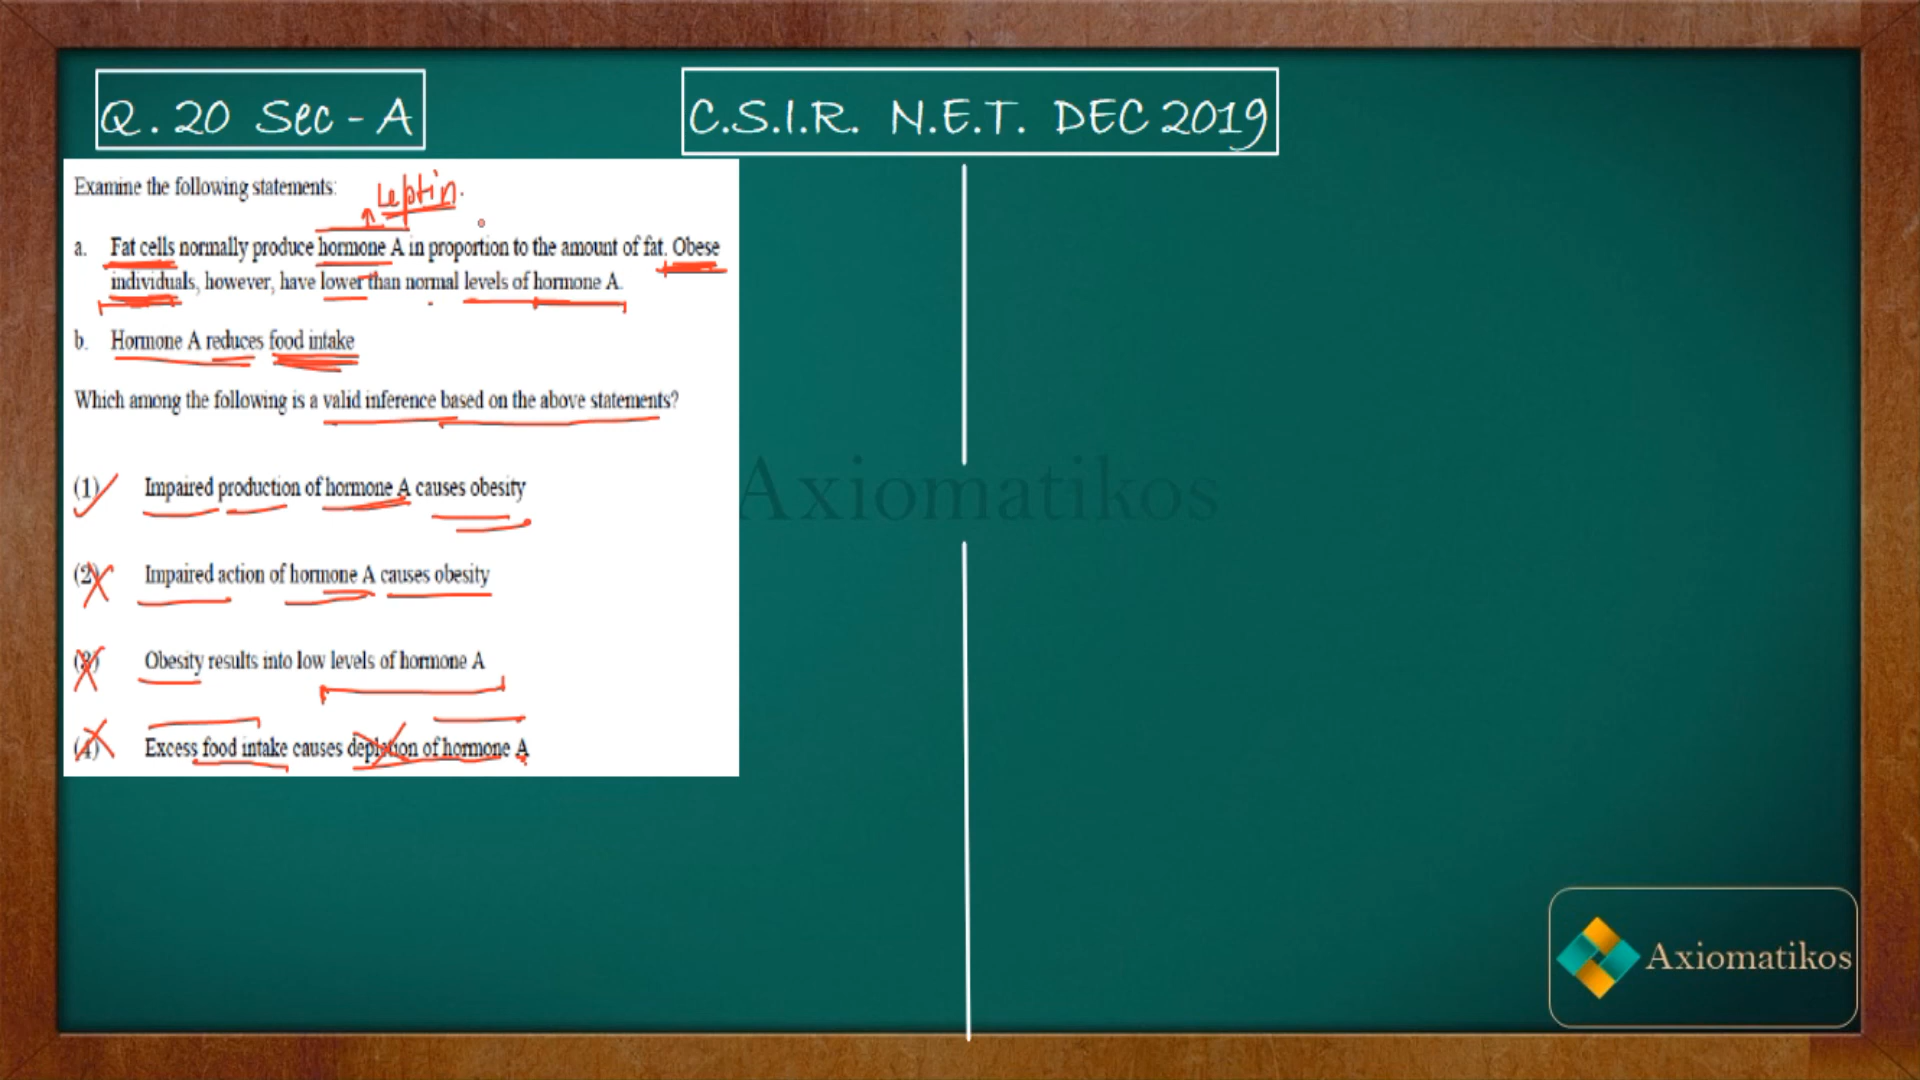 Q. 20 Sec - A
C.S.I.R. N.E.T. DEC 2019
Examine the following statements:
Leptin.
a. Fat cells normally produce hormone A in proportion to the amount of fat. Obese
individuals, however, have lower than normal levels of hormone A.
b. Hormone A reduces food intake
Which among the following is a valid inference based on the above statements?
(1) Impaired production of hormone A causes obesity
(2) Impaired action of hormone A causes obesity
(3) Obesity results into low levels of hormone A
(4) Excess food intake causes depletion of hormone A
Axiomatikos
Axiomatikos